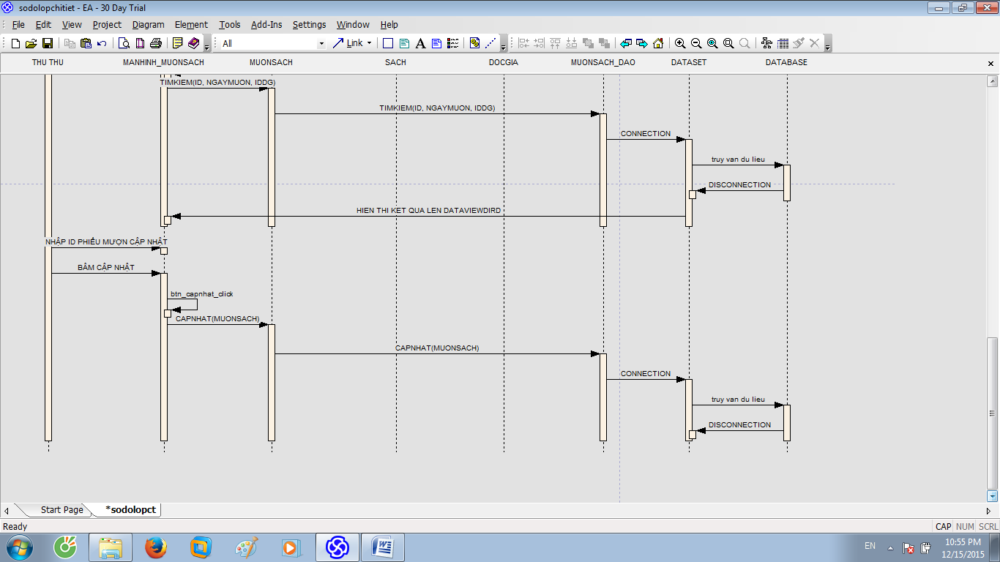 sodolopchitiet - EA - 30 Day Trial
File Edit View Project Diagram Element Tools Add-Ins Settings Window Help
All Link
THU THU MANHINH_MUONSACH MUONSACH SACH DOCGIA MUONSACH_DAO DATASET DATABASE
TIMKIEM(ID, NGAYMUON, IDDG)
TIMKIEM(ID, NGAYMUON, IDDG)
CONNECTION
truy van du lieu
DISCONNECTION
HIEN THI KET QUA LEN DATAVIEWDIRD
NHẬP ID PHIẾU MƯỢN CẬP NHẬT
BẤM CẬP NHẬT
btn_capnhat_click
CAPNHAT(MUONSACH)
CAPNHAT(MUONSACH)
CONNECTION
truy van du lieu
DISCONNECTION
Start Page *sodolopct
Ready CAP NUM SCRL
EN 10:55 PM
12/15/2015